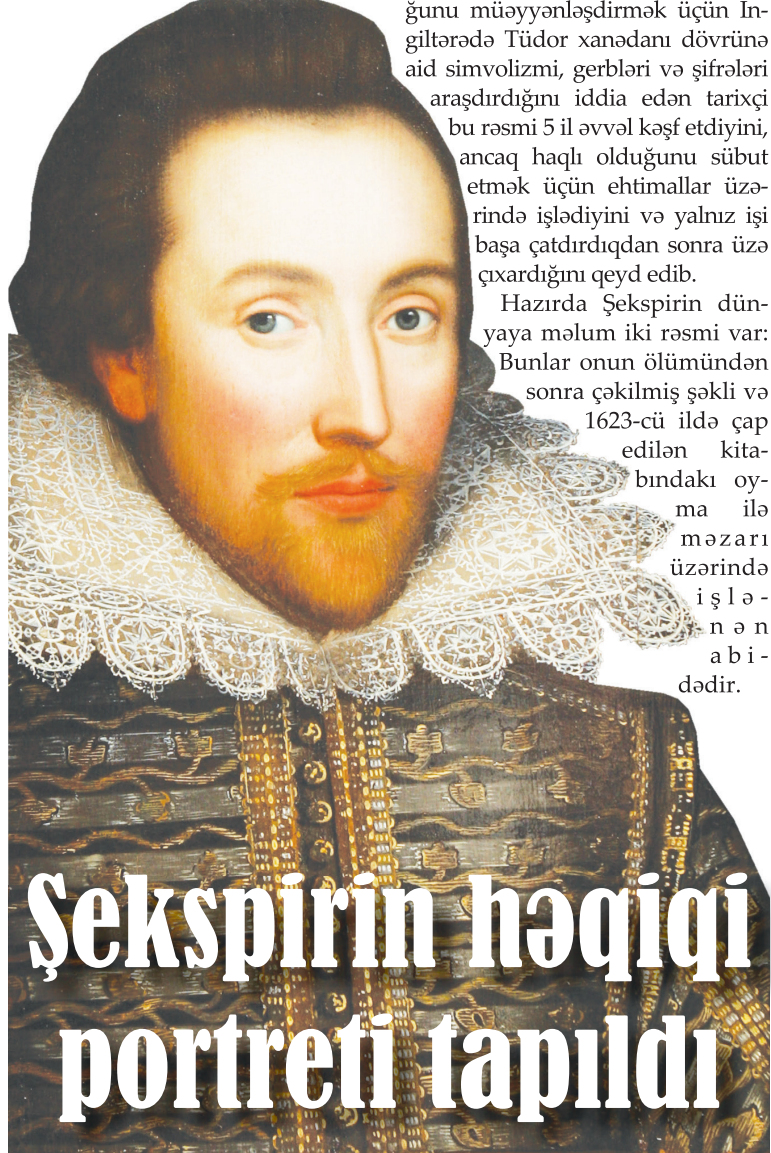 ğunu müəyyənləşdirmək üçün İn-
giltərədə Tüdor xanədanı dövrünə
aid simvolizmi, gerbləri və şifrələri
araşdırdığını iddia edən tarixçi
bu rəsmi 5 il əvvəl kəşf etdiyini,
ancaq haqlı olduğunu sübut
etmək üçün ehtimallar üzə-
rində işlədiyini və yalnız işi
başa çatdırdıqdan sonra üzə
çıxardığını qeyd edib.
Hazırda Şekspirin dün-
yaya məlum iki rəsmi var:
Bunlar onun ölümündən
sonra çəkilmiş şəkli və
1623-cü ildə çap
edilən kita-
bındakı oy-
ma ilə
məzarı
üzərində
işlə-
nən
abi-
dədir.
Şekspirin həqiqi
portreti tapıldı